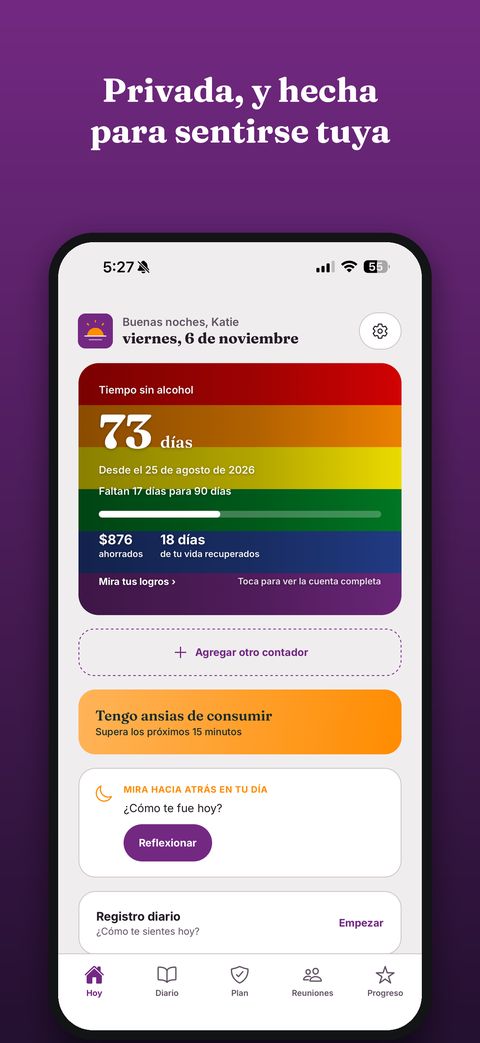 Privada, y hecha
para sentirse tuya
5:27
55
Buenas noches, Katie
viernes, 6 de noviembre
Tiempo sin alcohol
73 días
Desde el 25 de agosto de 2026
Faltan 17 días para 90 días
$876
ahorrados
18 días
de tu vida recuperados
Mira tus logros ›
Toca para ver la cuenta completa
Agregar otro contador
Tengo ansias de consumir
Supera los próximos 15 minutos
MIRA HACIA ATRÁS EN TU DÍA
¿Cómo te fue hoy?
Reflexionar
Registro diario
¿Cómo te sientes hoy?
Empezar
Hoy
Diario
Plan
Reuniones
Progreso